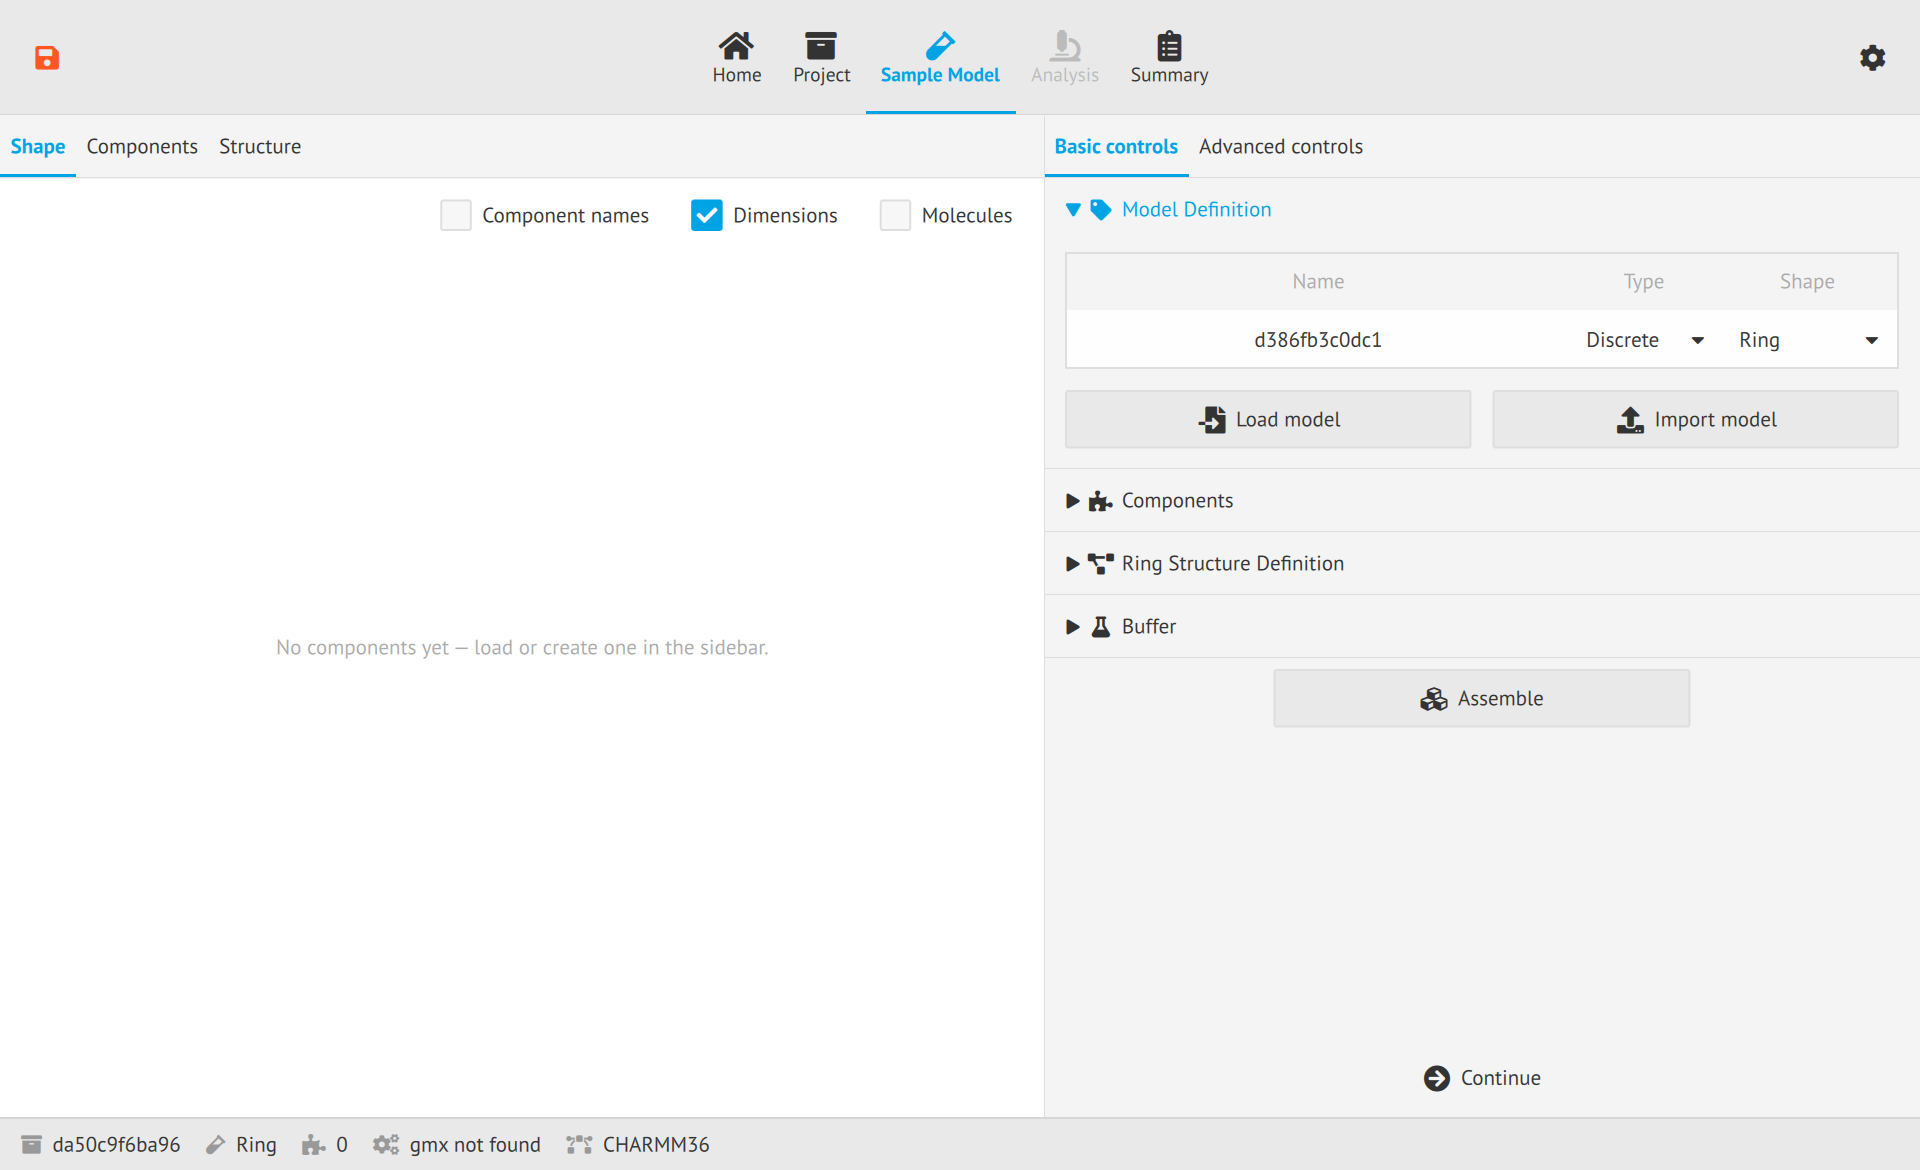 Home
Project
Sample Model
Analysis
Summary
Shape
Components
Structure
Basic controls
Advanced controls
Component names
Dimensions
Molecules
Model Definition
Name
Type
Shape
d386fb3c0dc1
Discrete
Ring
Load model
Import model
Components
Ring Structure Definition
Buffer
No components yet — load or create one in the sidebar.
Assemble
Continue
da50c9f6ba96
Ring
0
gmx not found
CHARMM36